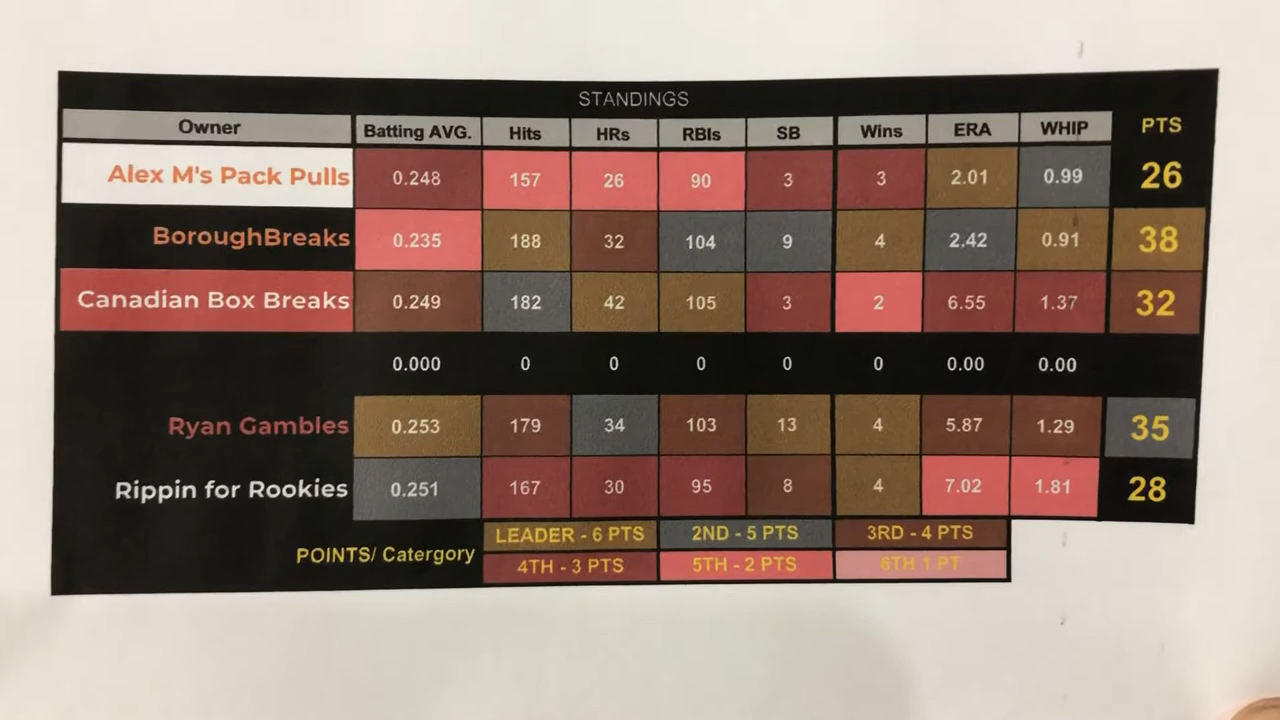 STANDINGS
Owner Batting AVG. Hits HRs RBIs SB Wins ERA WHIP PTS
Alex M's Pack Pulls 0.248 157 26 90 3 3 2.01 0.99 26
BoroughBreaks 0.235 188 32 104 9 4 2.42 0.91 38
Canadian Box Breaks 0.249 182 42 105 3 2 6.55 1.37 32
0.000 0 0 0 0 0 0.00 0.00
Ryan Gambles 0.253 179 34 103 13 4 5.87 1.29 35
Rippin for Rookies 0.251 167 30 95 8 4 7.02 1.81 28
LEADER - 6 PTS 2ND - 5 PTS 3RD - 4 PTS
POINTS/ Catergory
4TH - 3 PTS 5TH - 2 PTS 6TH 1 PT